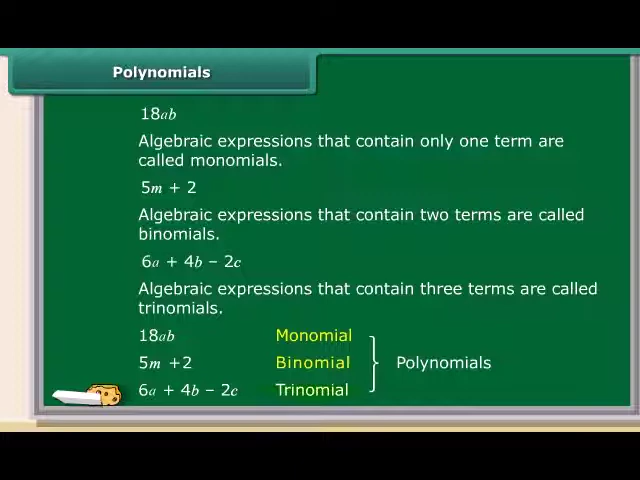 Polynomials
18ab
Algebraic expressions that contain only one term are
called monomials.
5m + 2
Algebraic expressions that contain two terms are called
binomials.
6a + 4b – 2c
Algebraic expressions that contain three terms are called
trinomials.
18ab Monomial
5m +2 Binomial Polynomials
6a + 4b – 2c Trinomial